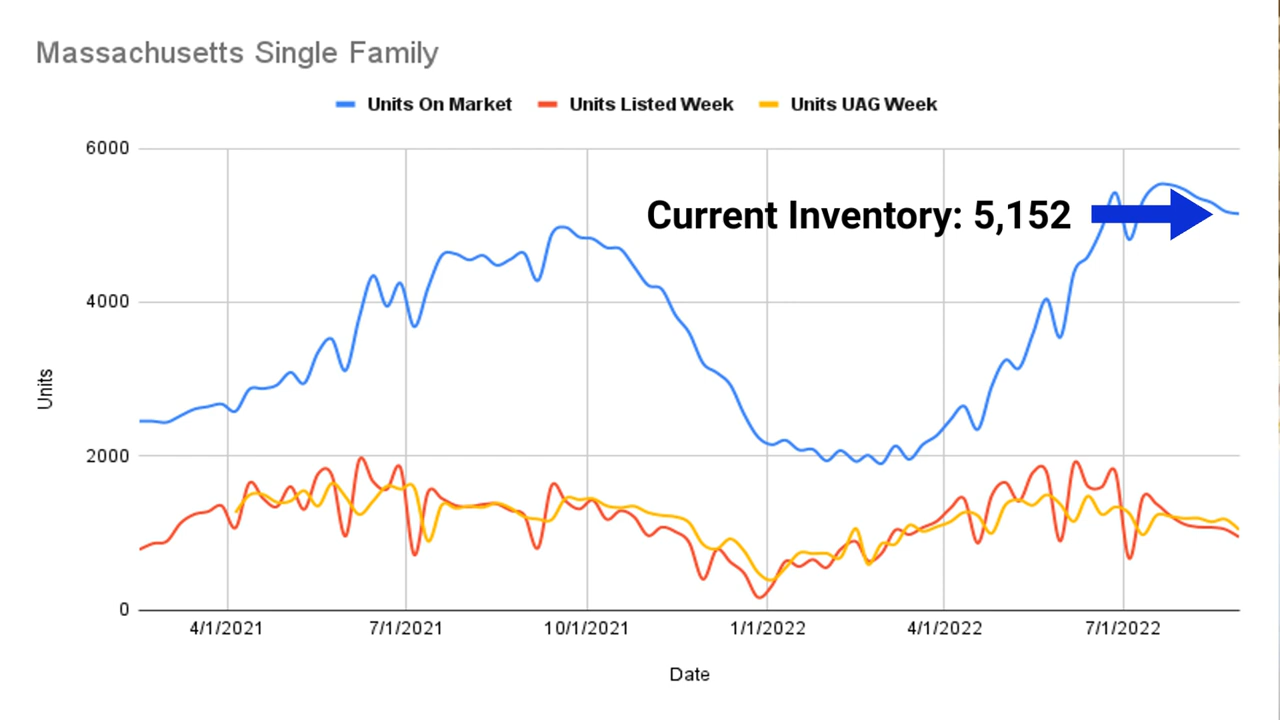 Massachusetts Single Family
Units On Market Units Listed Week Units UAG Week
6000
Current Inventory: 5,152
4000
Units
2000
0
4/1/2021 7/1/2021 10/1/2021 1/1/2022 4/1/2022 7/1/2022
Date